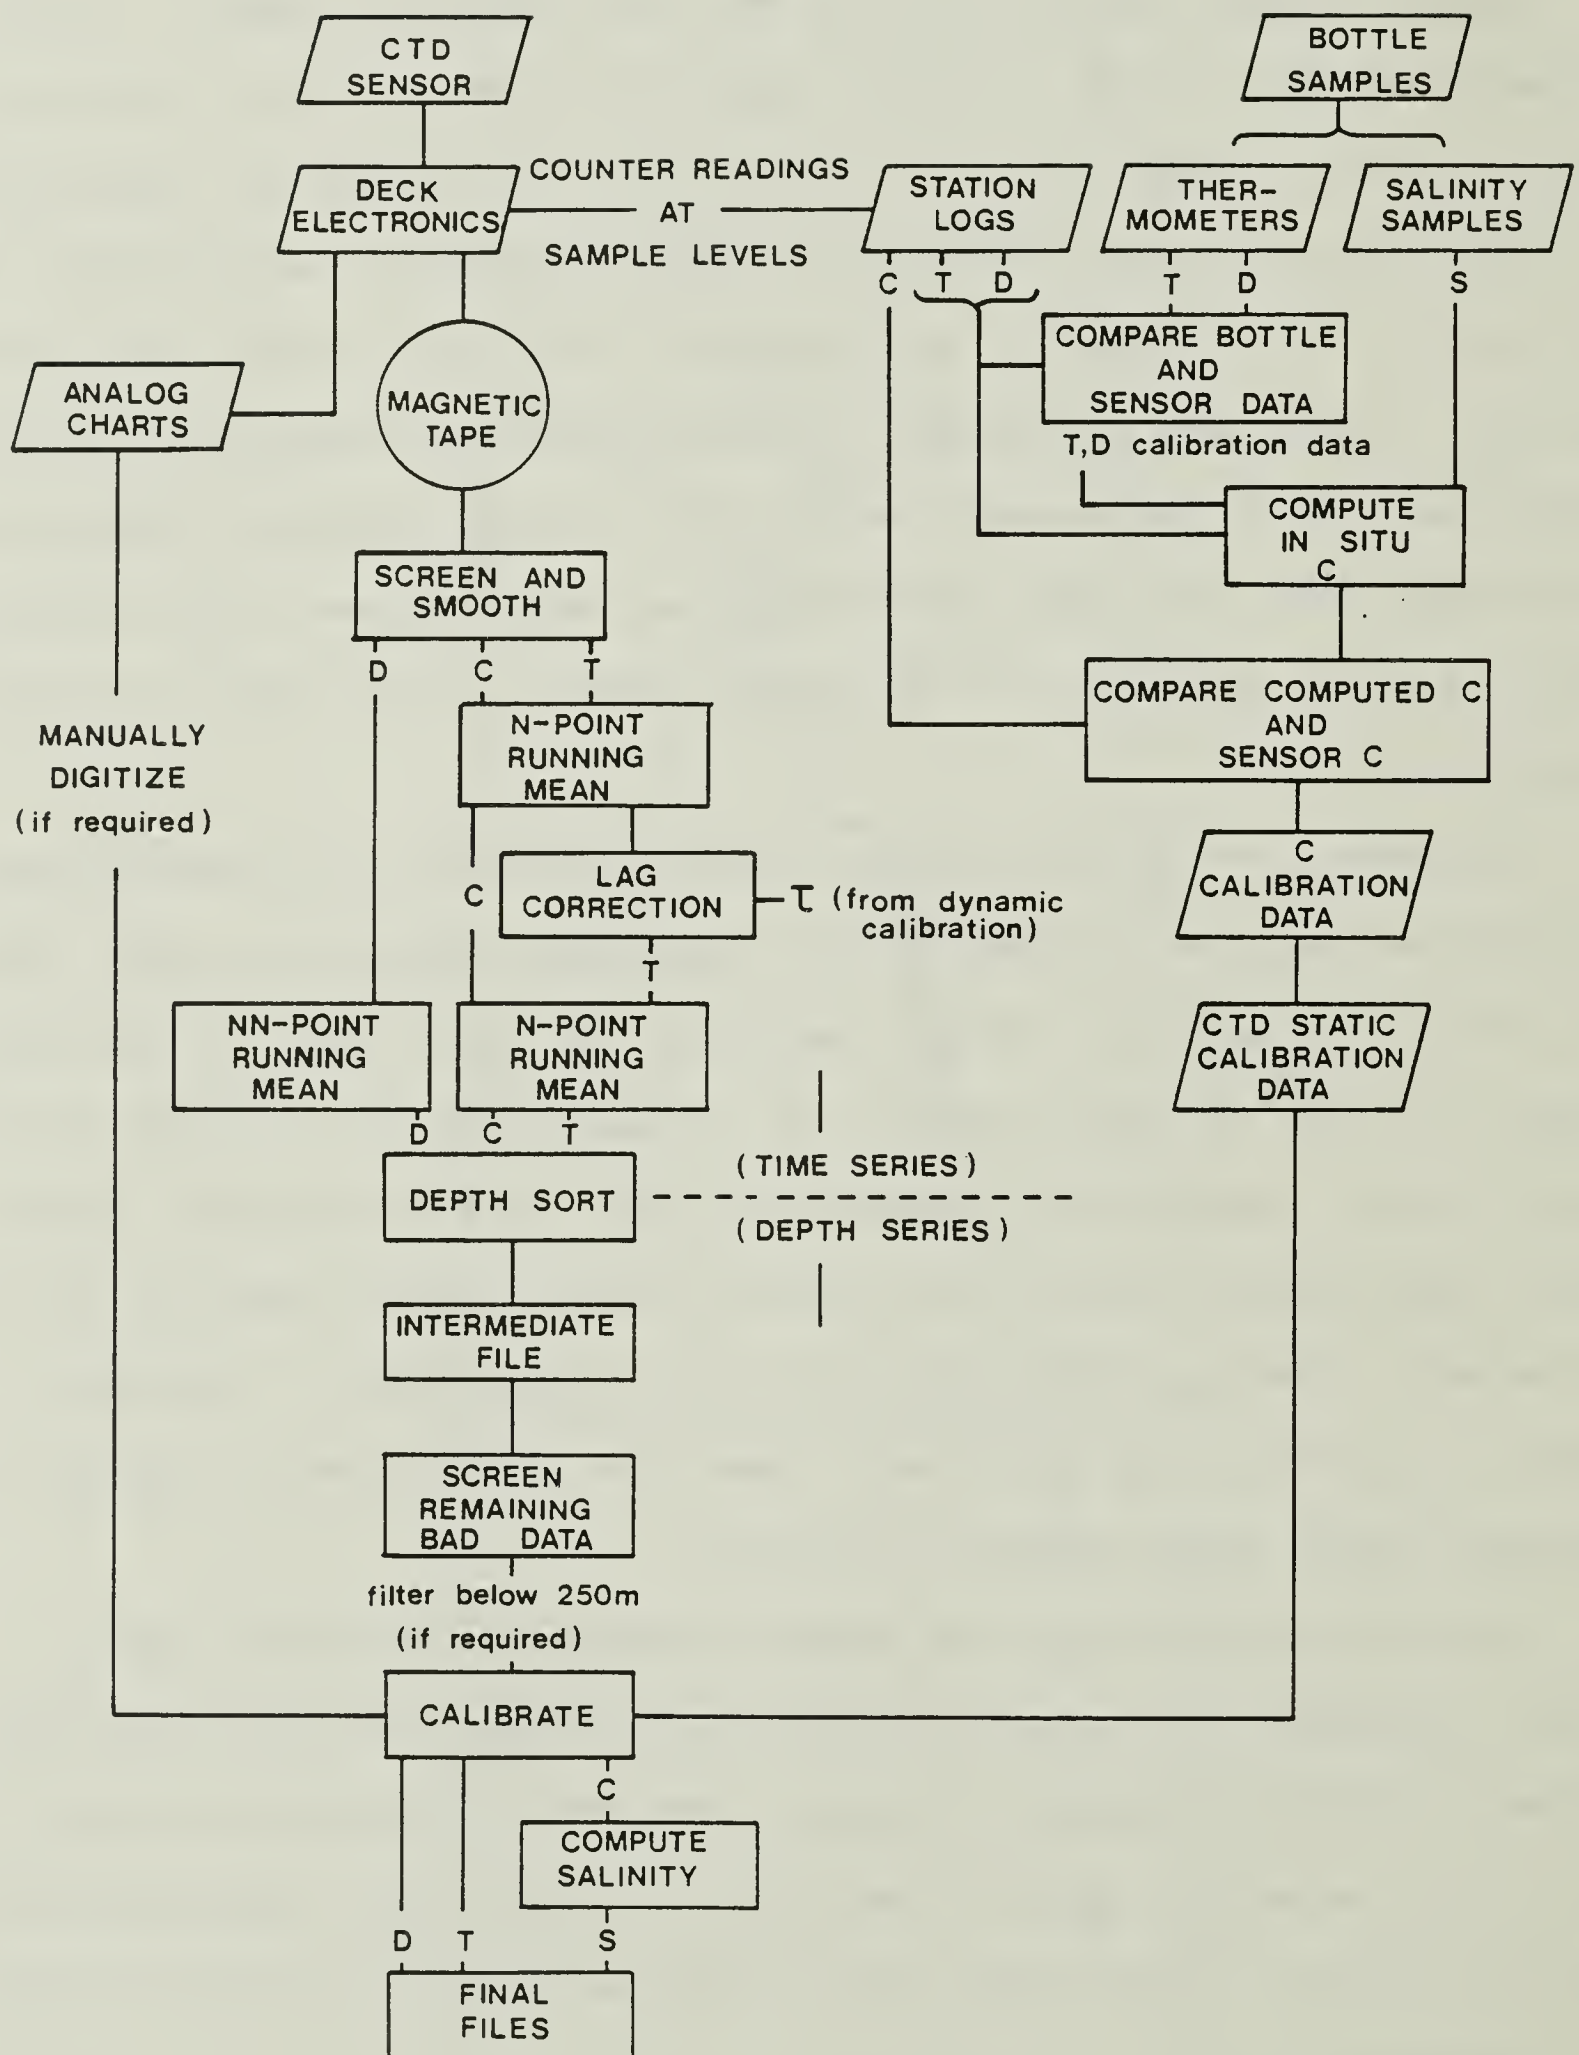 CTD
SENSOR
BOTTLE
SAMPLES
DECK
ELECTRONICS
COUNTER READINGS
AT
SAMPLE LEVELS
STATION
LOGS
THER-
MOMETERS
SALINITY
SAMPLES
C T D
T D
S
COMPARE BOTTLE
AND
SENSOR DATA
T,D calibration data
ANALOG
CHARTS
MAGNETIC
TAPE
COMPUTE
IN SITU
C
SCREEN AND
SMOOTH
D C T
COMPARE COMPUTED C
AND
SENSOR C
MANUALLY
DIGITIZE
(if required)
N-POINT
RUNNING
MEAN
C
LAG
CORRECTION
τ (from dynamic
calibration)
T
C
CALIBRATION
DATA
NN-POINT
RUNNING
MEAN
N-POINT
RUNNING
MEAN
CTD STATIC
CALIBRATION
DATA
D C T
DEPTH SORT
(TIME SERIES)
(DEPTH SERIES)
INTERMEDIATE
FILE
SCREEN
REMAINING
BAD DATA
filter below 250m
(if required)
CALIBRATE
C
COMPUTE
SALINITY
D T S
FINAL
FILES